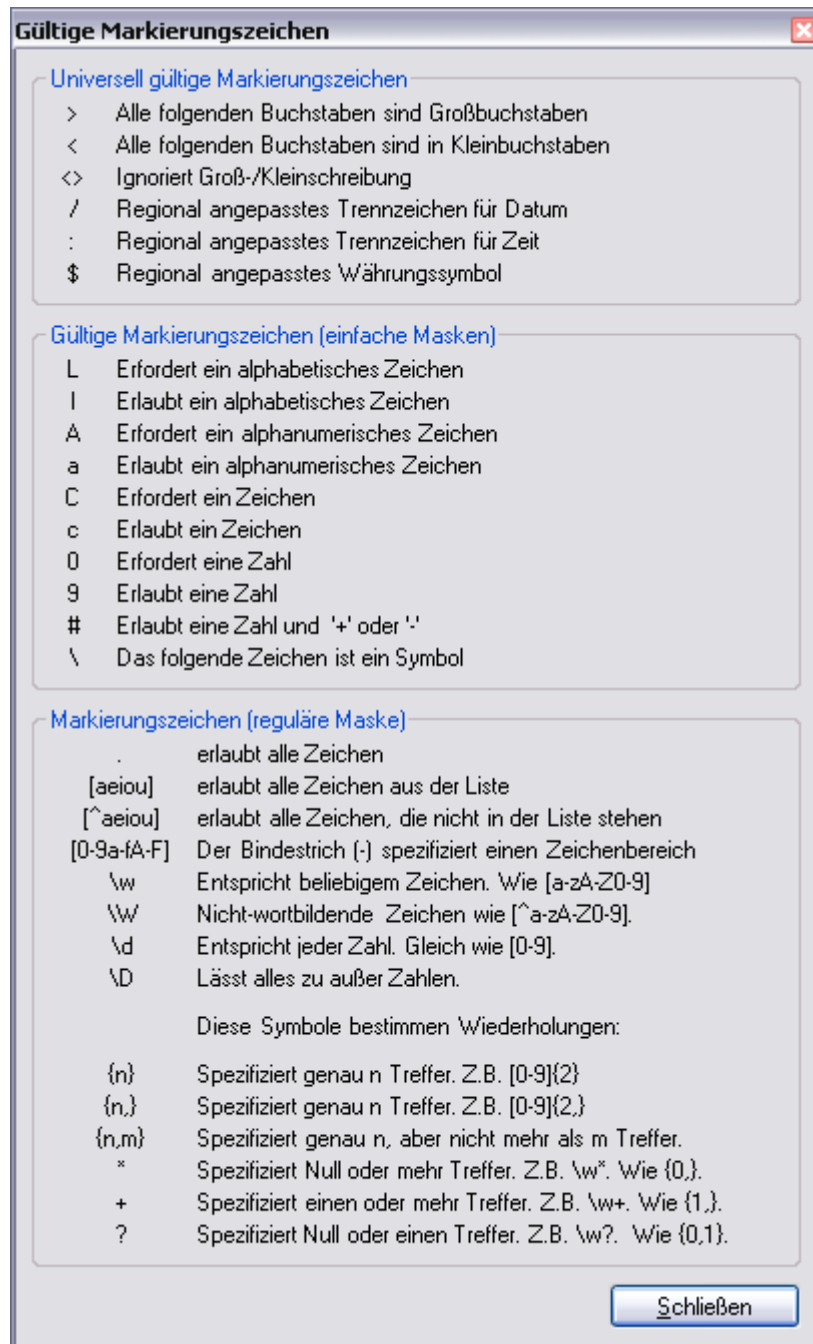 Gültige Markierungszeichen
Universell gültige Markierungszeichen
> Alle folgenden Buchstaben sind Großbuchstaben
< Alle folgenden Buchstaben sind in Kleinbuchstaben
<> Ignoriert Groß-/Kleinschreibung
/ Regional angepasstes Trennzeichen für Datum
: Regional angepasstes Trennzeichen für Zeit
$ Regional angepasstes Währungssymbol
Gültige Markierungszeichen (einfache Masken)
L Erfordert ein alphabetisches Zeichen
l Erlaubt ein alphabetisches Zeichen
A Erfordert ein alphanumerisches Zeichen
a Erlaubt ein alphanumerisches Zeichen
C Erfordert ein Zeichen
c Erlaubt ein Zeichen
0 Erfordert eine Zahl
9 Erlaubt eine Zahl
# Erlaubt eine Zahl und '+' oder '-'
\ Das folgende Zeichen ist ein Symbol
Markierungszeichen (reguläre Maske)
. erlaubt alle Zeichen
[aeiou] erlaubt alle Zeichen aus der Liste
[^aeiou] erlaubt alle Zeichen, die nicht in der Liste stehen
[0-9a-fA-F] Der Bindestrich (-) spezifiziert einen Zeichenbereich
\w Entspricht beliebigem Zeichen. Wie [a-zA-Z0-9]
\W Nicht-wortbildende Zeichen wie [^a-zA-Z0-9].
\d Entspricht jeder Zahl. Gleich wie [0-9].
\D Lässt alles zu außer Zahlen.
Diese Symbole bestimmen Wiederholungen:
{n} Spezifiziert genau n Treffer. Z.B. [0-9]{2}
{n,} Spezifiziert genau n Treffer. Z.B. [0-9]{2,}
{n,m} Spezifiziert genau n, aber nicht mehr als m Treffer.
* Spezifiziert Null oder mehr Treffer. Z.B. \w*. Wie {0,}.
+ Spezifiziert einen oder mehr Treffer. Z.B. \w+. Wie {1,}.
? Spezifiziert Null oder einen Treffer. Z.B. \w?. Wie {0,1}.
Schließen